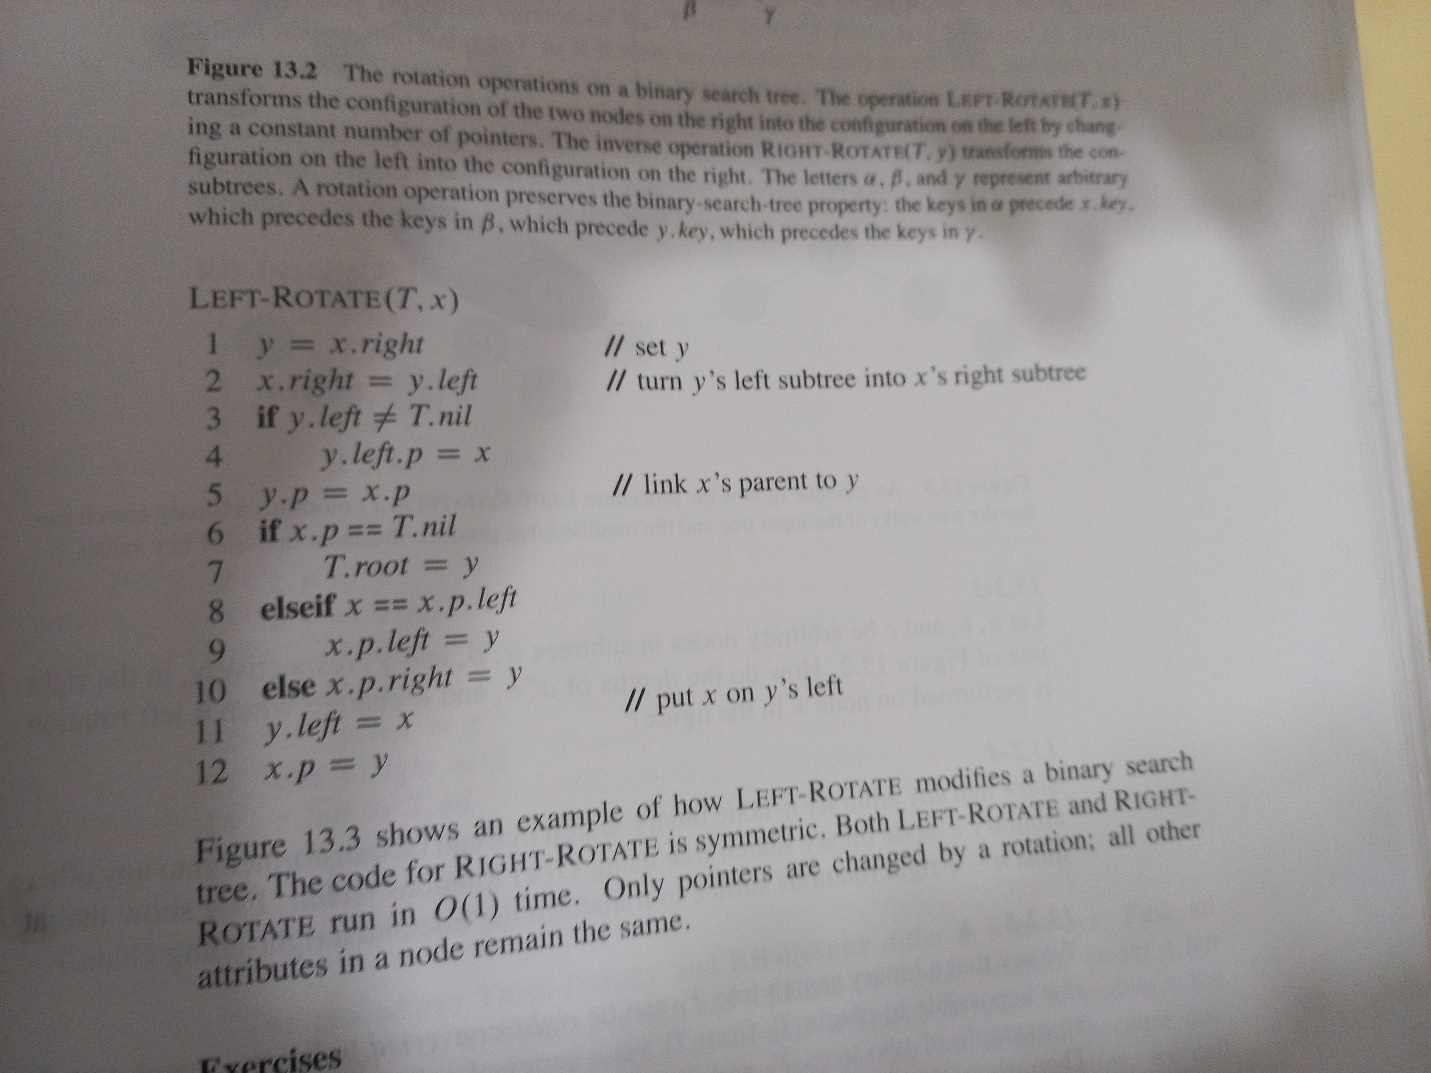 β γ
Figure 13.2 The rotation operations on a binary search tree. The operation LEFT-ROTATE(T, x)
transforms the configuration of the two nodes on the right into the configuration on the left by chang-
ing a constant number of pointers. The inverse operation RIGHT-ROTATE(T, y) transforms the con-
figuration on the left into the configuration on the right. The letters α, β, and γ represent arbitrary
subtrees. A rotation operation preserves the binary-search-tree property: the keys in α precede x.key,
which precedes the keys in β, which precede y.key, which precedes the keys in γ.
LEFT-ROTATE(T, x)
1 y = x.right // set y
2 x.right = y.left // turn y's left subtree into x's right subtree
3 if y.left ≠ T.nil
4 y.left.p = x
5 y.p = x.p // link x's parent to y
6 if x.p == T.nil
7 T.root = y
8 elseif x == x.p.left
9 x.p.left = y
10 else x.p.right = y
11 y.left = x // put x on y's left
12 x.p = y
Figure 13.3 shows an example of how LEFT-ROTATE modifies a binary search
tree. The code for RIGHT-ROTATE is symmetric. Both LEFT-ROTATE and RIGHT-
ROTATE run in O(1) time. Only pointers are changed by a rotation; all other
attributes in a node remain the same.
Exercises